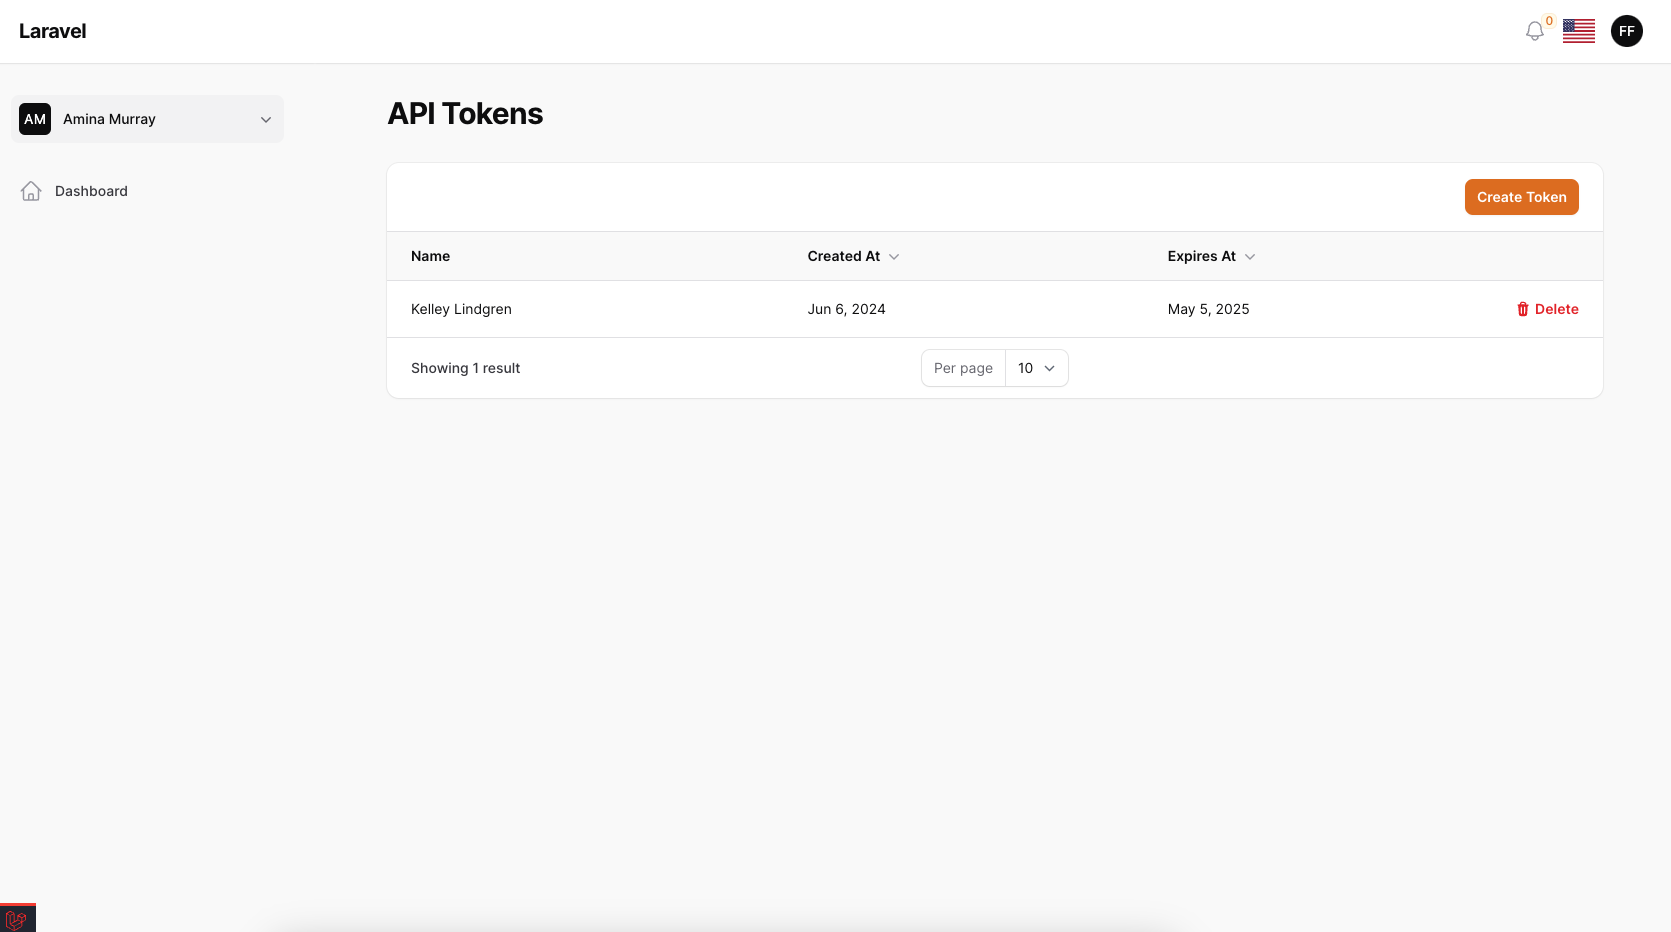 Laravel
0
FF
AM Amina Murray
Dashboard
API Tokens
Create Token
Name Created At Expires At
Kelley Lindgren Jun 6, 2024 May 5, 2025 Delete
Showing 1 result Per page 10